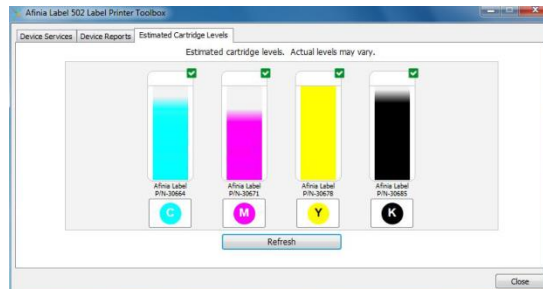 Afinia Label 502 Label Printer Toolbox
Device Services Device Reports Estimated Cartridge Levels
Estimated cartridge levels. Actual levels may vary.
Afinia Label Afinia Label Afinia Label Afinia Label
P/N-30664 P/N-30671 P/N-30678 P/N-30685
C M Y K
Refresh
Close